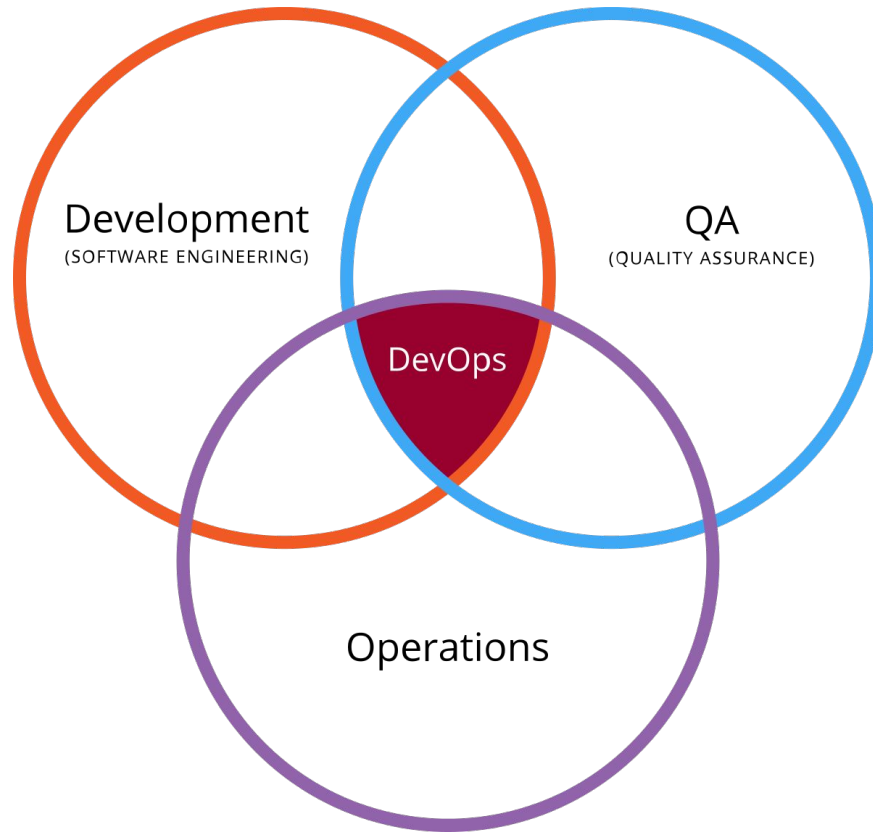 Development
(SOFTWARE ENGINEERING)
QA
(QUALITY ASSURANCE)
DevOps
Operations